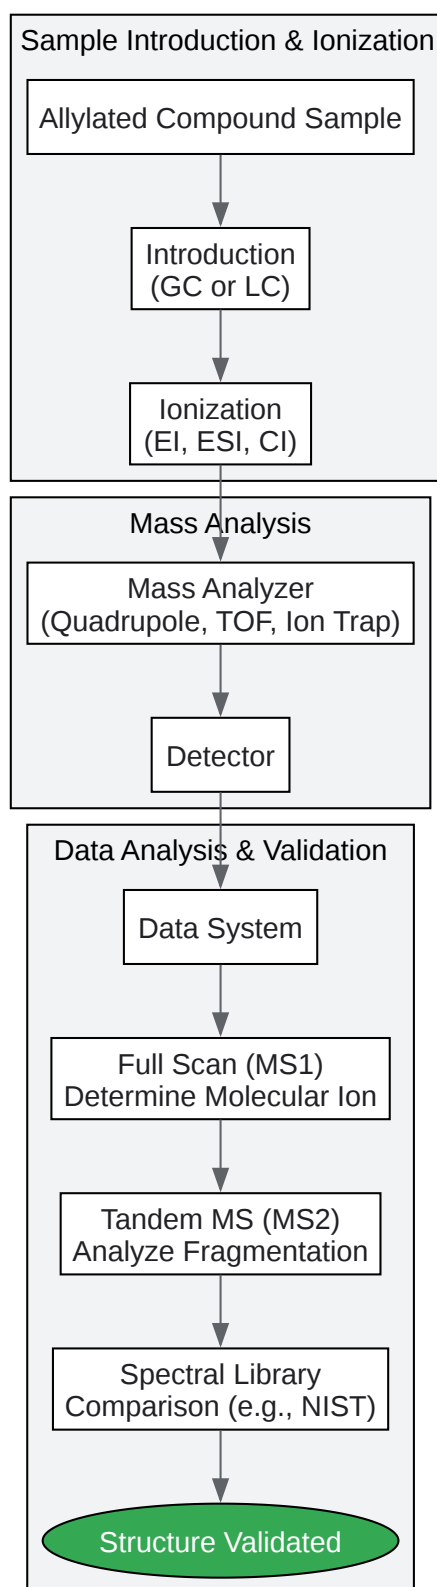 Sample Introduction & Ionization
Allylated Compound Sample
Introduction
(GC or LC)
Ionization
(EI, ESI, CI)
Mass Analysis
Mass Analyzer
(Quadrupole, TOF, Ion Trap)
Detector
Data Analysis & Validation
Data System
Full Scan (MS1)
Determine Molecular Ion
Tandem MS (MS2)
Analyze Fragmentation
Spectral Library
Comparison (e.g., NIST)
Structure Validated